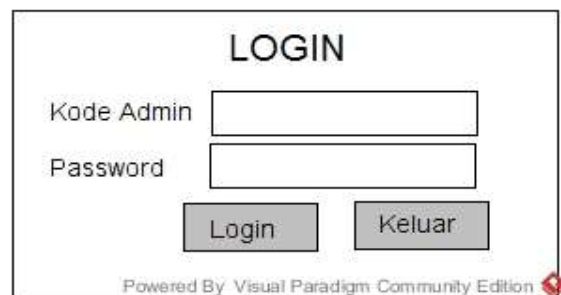 LOGIN
Kode Admin
Password
Login Keluar
Powered By Visual Paradigm Community Edition